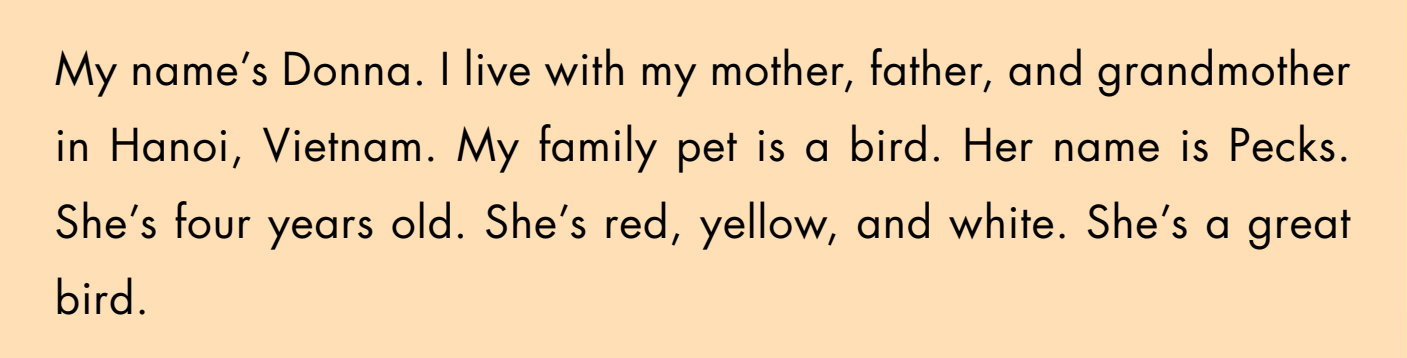 My name’s Donna. I live with my mother, father, and grandmother
in Hanoi, Vietnam. My family pet is a bird. Her name is Pecks.
She’s four years old. She’s red, yellow, and white. She’s a great
bird.